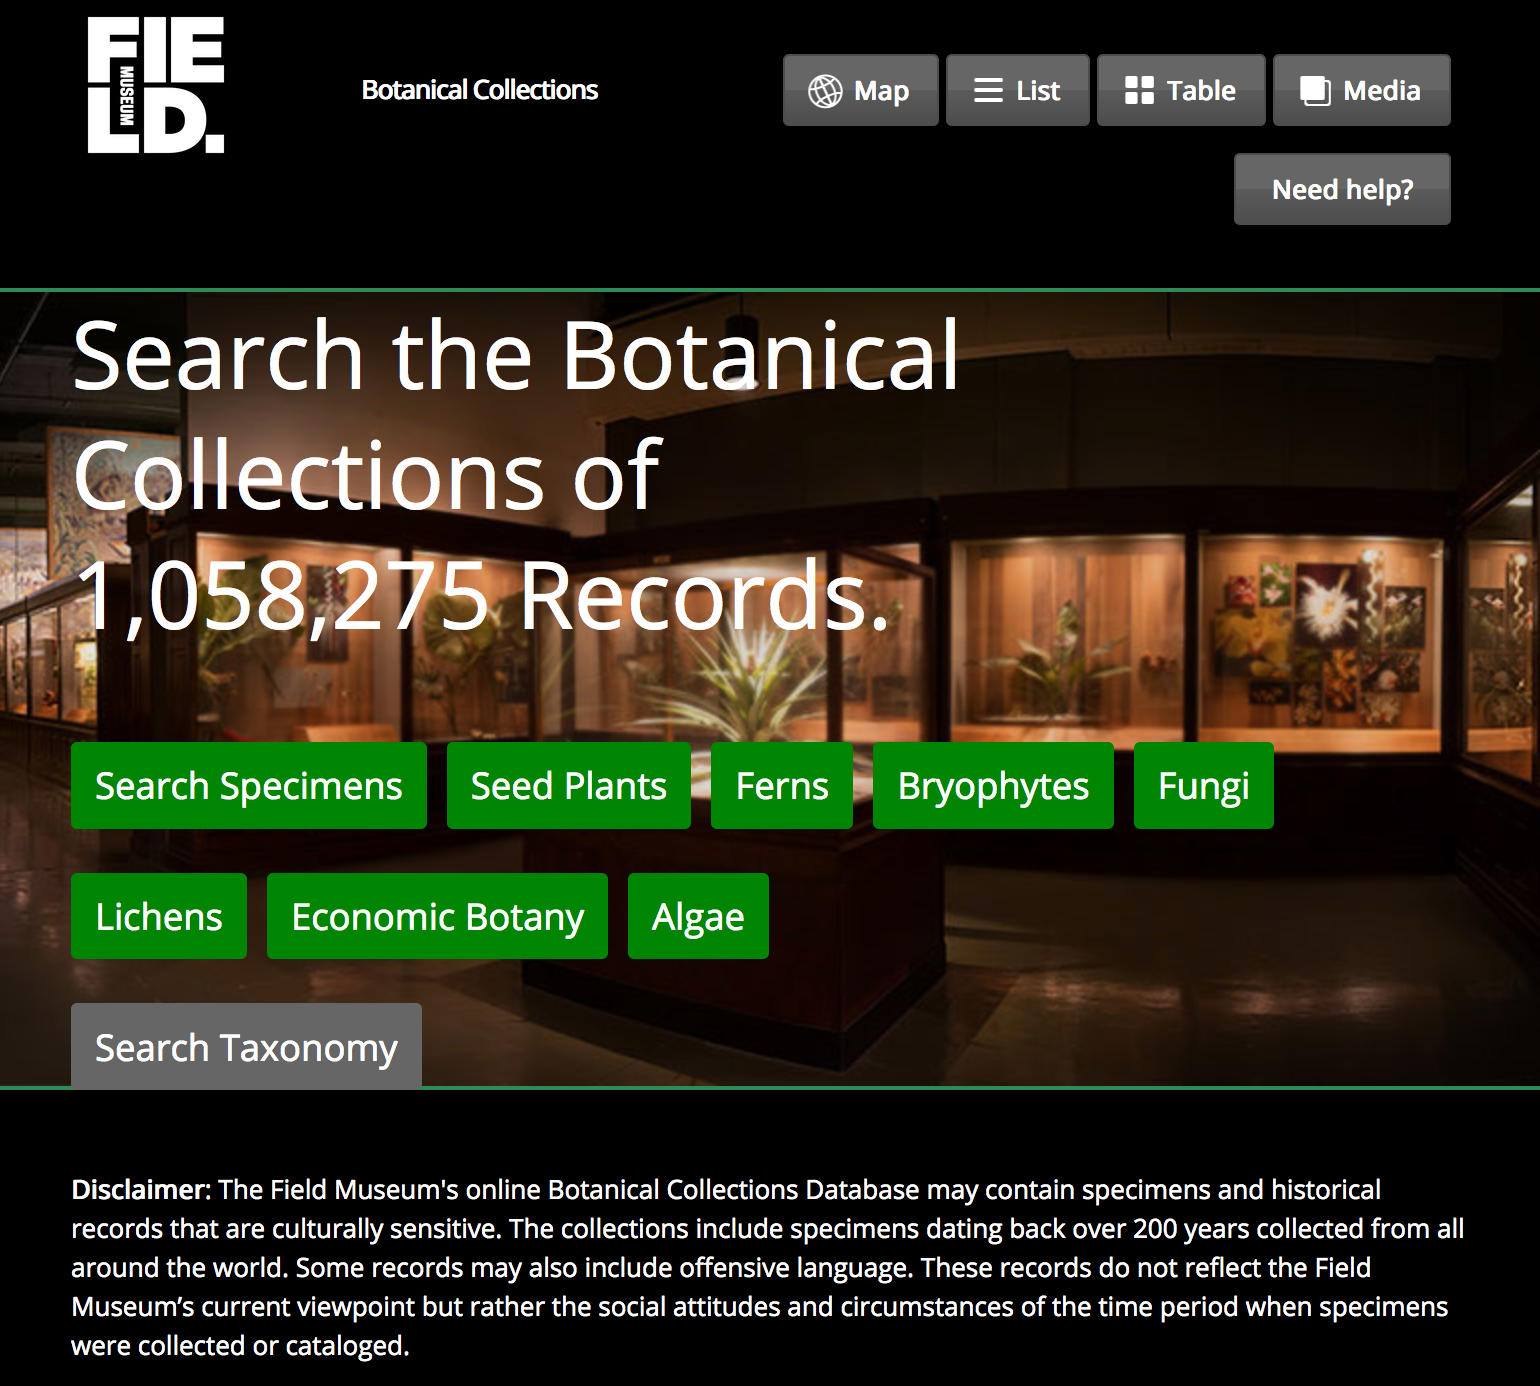 FIELD.
MUSEUM
Botanical Collections
Map
List
Table
Media
Need help?
Search the Botanical
Collections of
1,058,275 Records.
Search Specimens
Seed Plants
Ferns
Bryophytes
Fungi
Lichens
Economic Botany
Algae
Search Taxonomy
Disclaimer: The Field Museum's online Botanical Collections Database may contain specimens and historical
records that are culturally sensitive. The collections include specimens dating back over 200 years collected from all
around the world. Some records may also include offensive language. These records do not reflect the Field
Museum’s current viewpoint but rather the social attitudes and circumstances of the time period when specimens
were collected or cataloged.